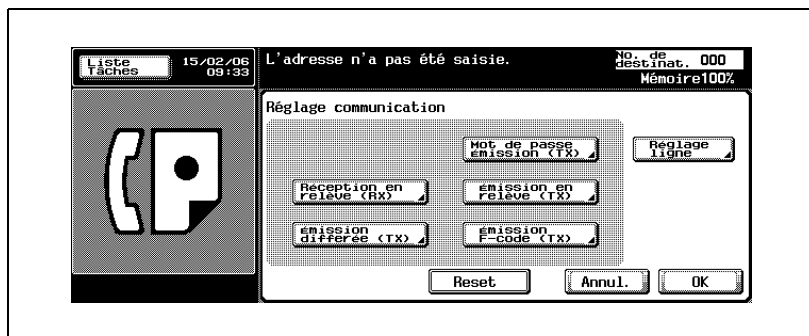 Liste
Tâches
15/02/06
09:33
L'adresse n'a pas été saisie.
No. de
destinat. 000
Mémoire100%
Réglage communication
Mot de passe
émission (TX)
Réglage
ligne
Réception en
relève (RX)
émission en
relève (TX)
émission
différée (TX)
émission
F-code (TX)
Reset
Annul.
OK